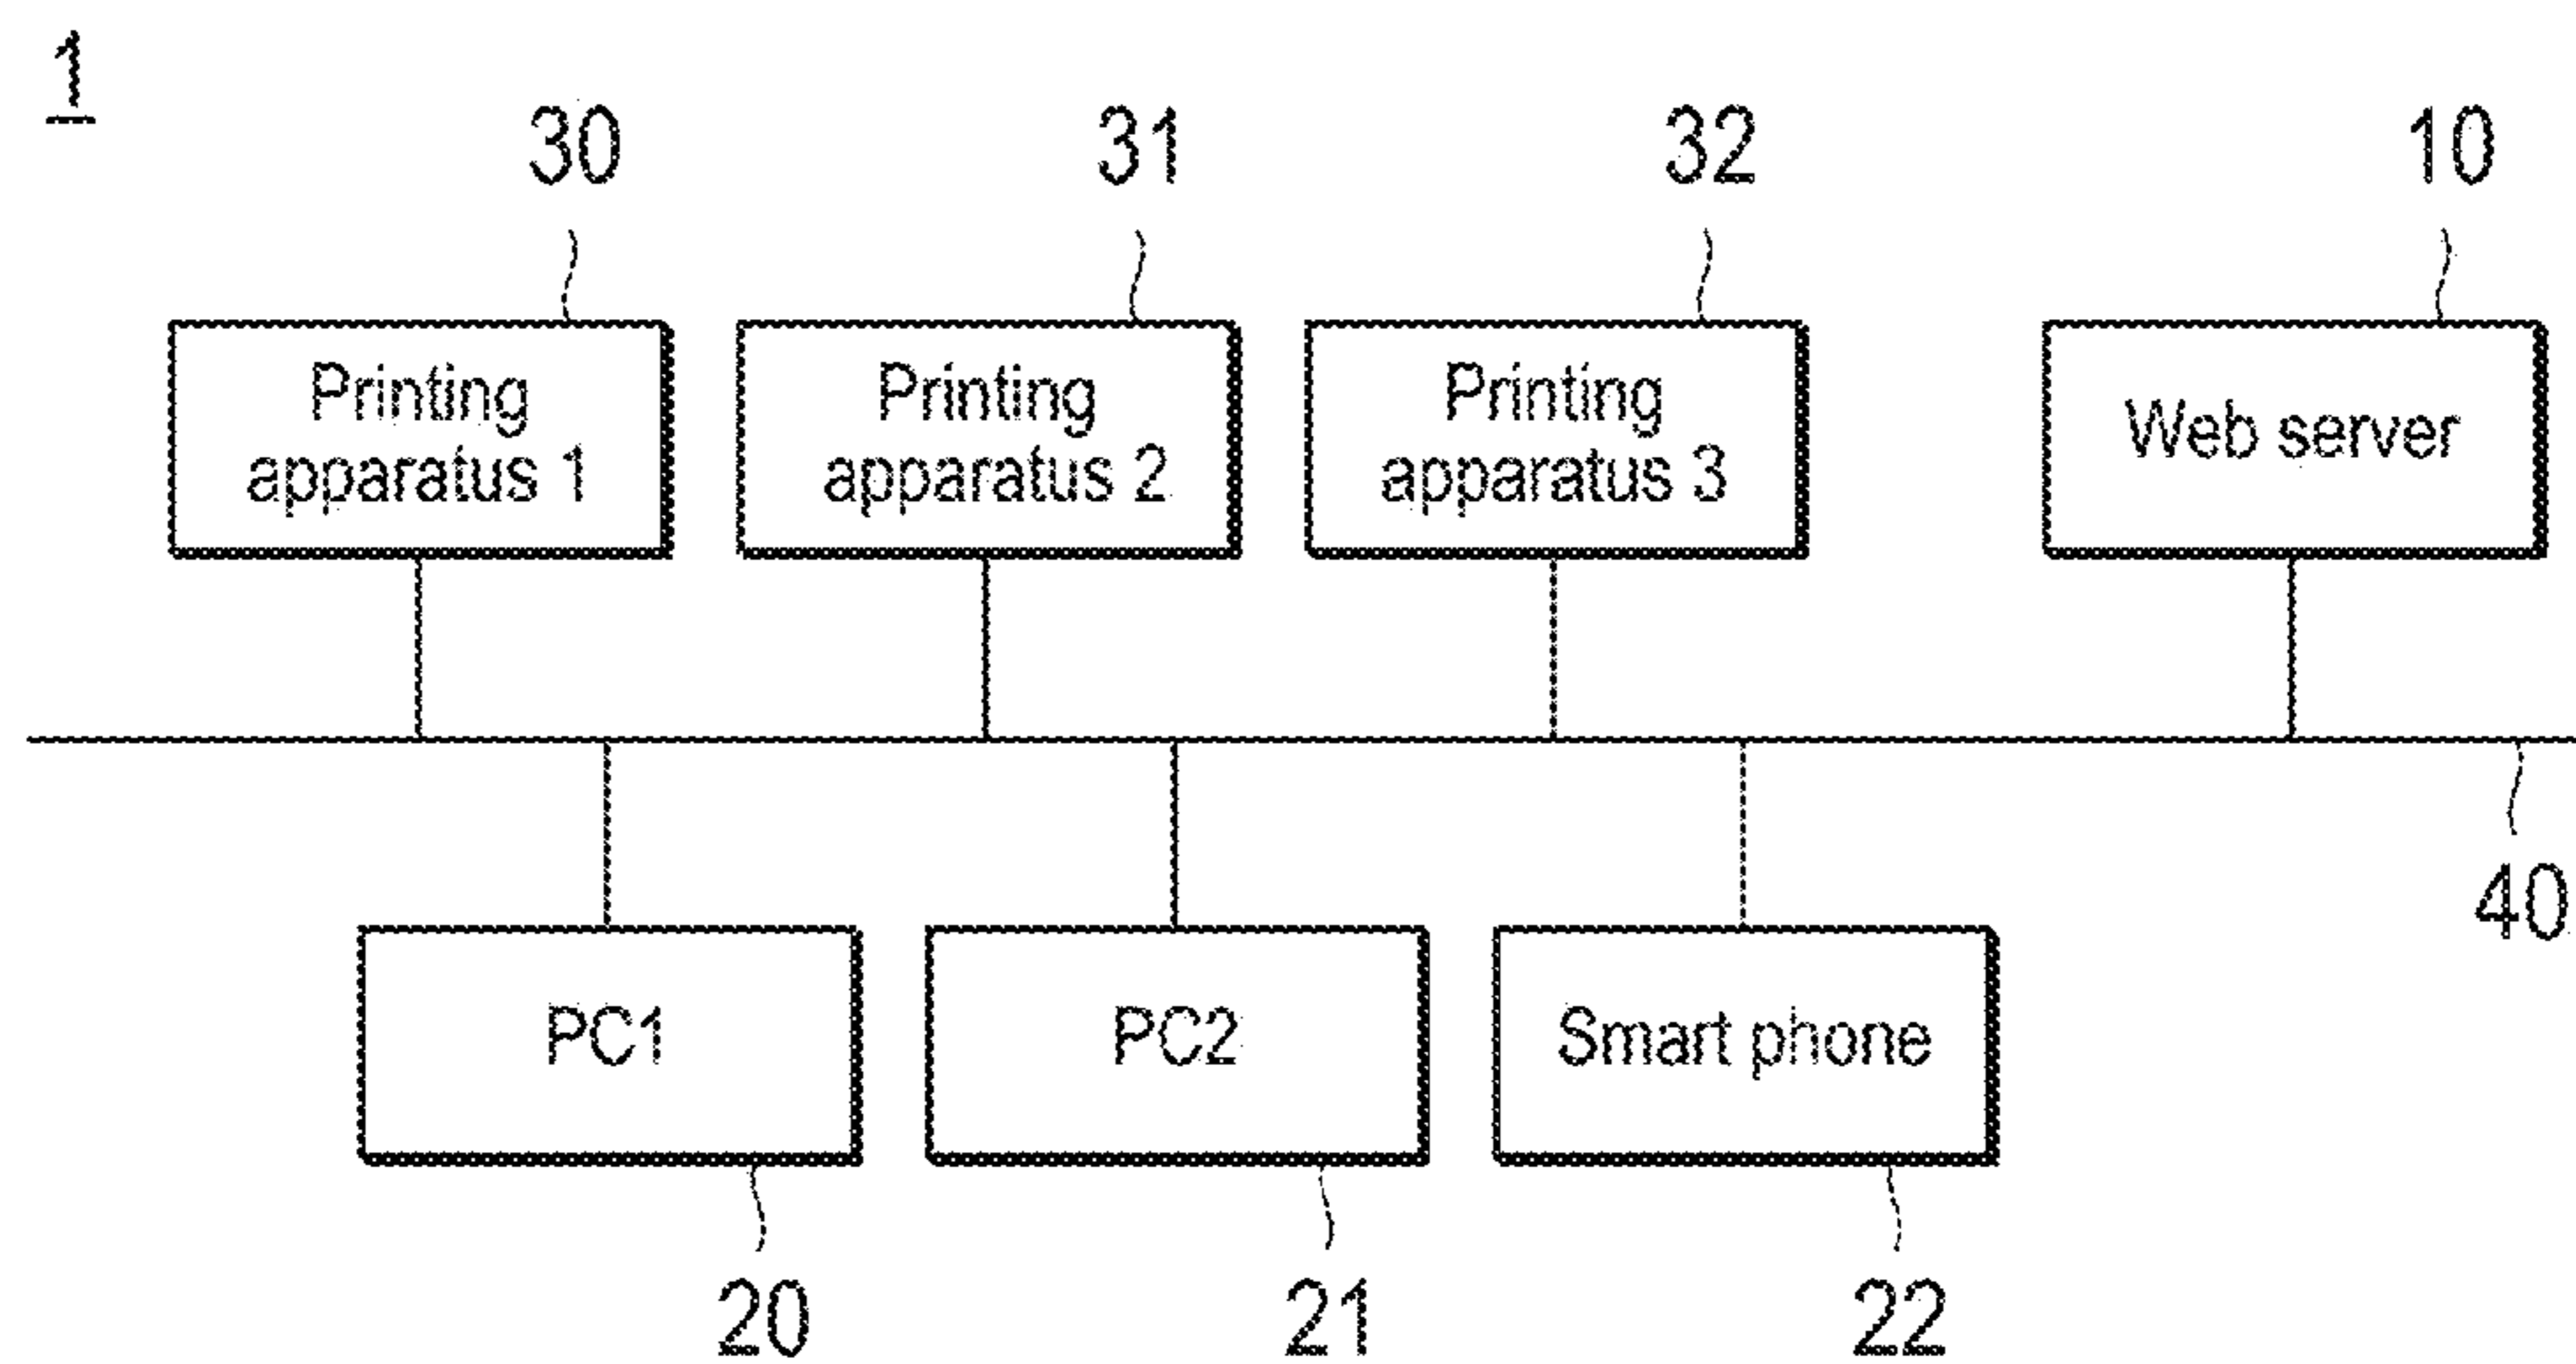 1
30
31
32
10
Printing
apparatus 1
Printing
apparatus 2
Printing
apparatus 3
Web server
40
PC1
PC2
Smart phone
20
21
22